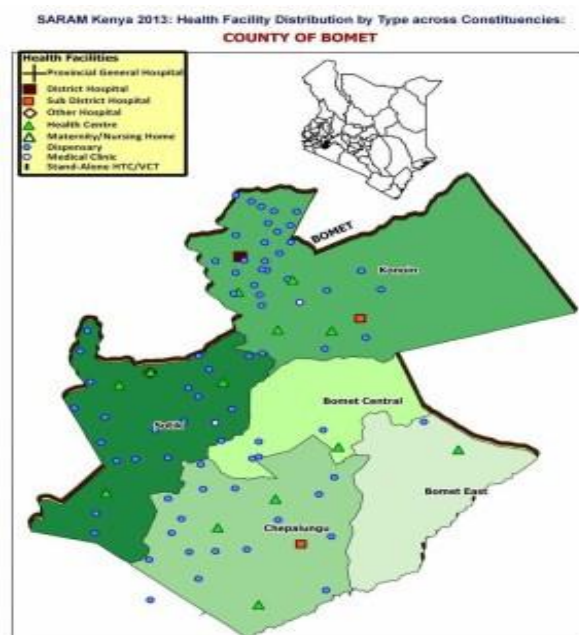 SARAM Kenya 2013: Health Facility Distribution by Type across Constituencies:
COUNTY OF BOMET
Health Facilities
Provincial General Hospital
District Hospital
Sub District Hospital
Other Hospital
Health Centre
Maternity/Nursing Home
Dispensary
Medical Clinic
Stand-Alone HTC/VCT
BOMET
Konoin
Bomet Central
Sotik
Bomet East
Chepalungu